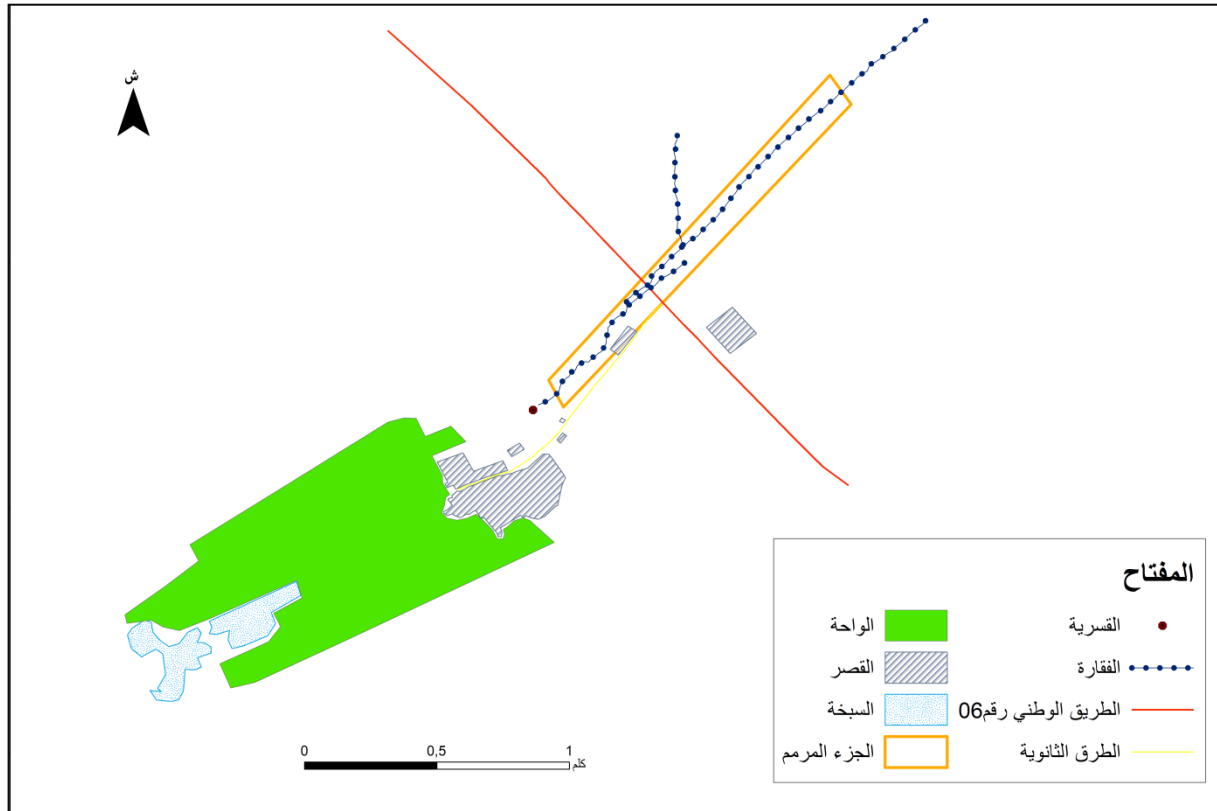 ش
المفتاح
القسرية
الواحة
الفقارة
القصر
الطريق الوطني رقم06
السبخة
الطرق الثانوية
الجزء المرمم
0 0,5 1
كلم